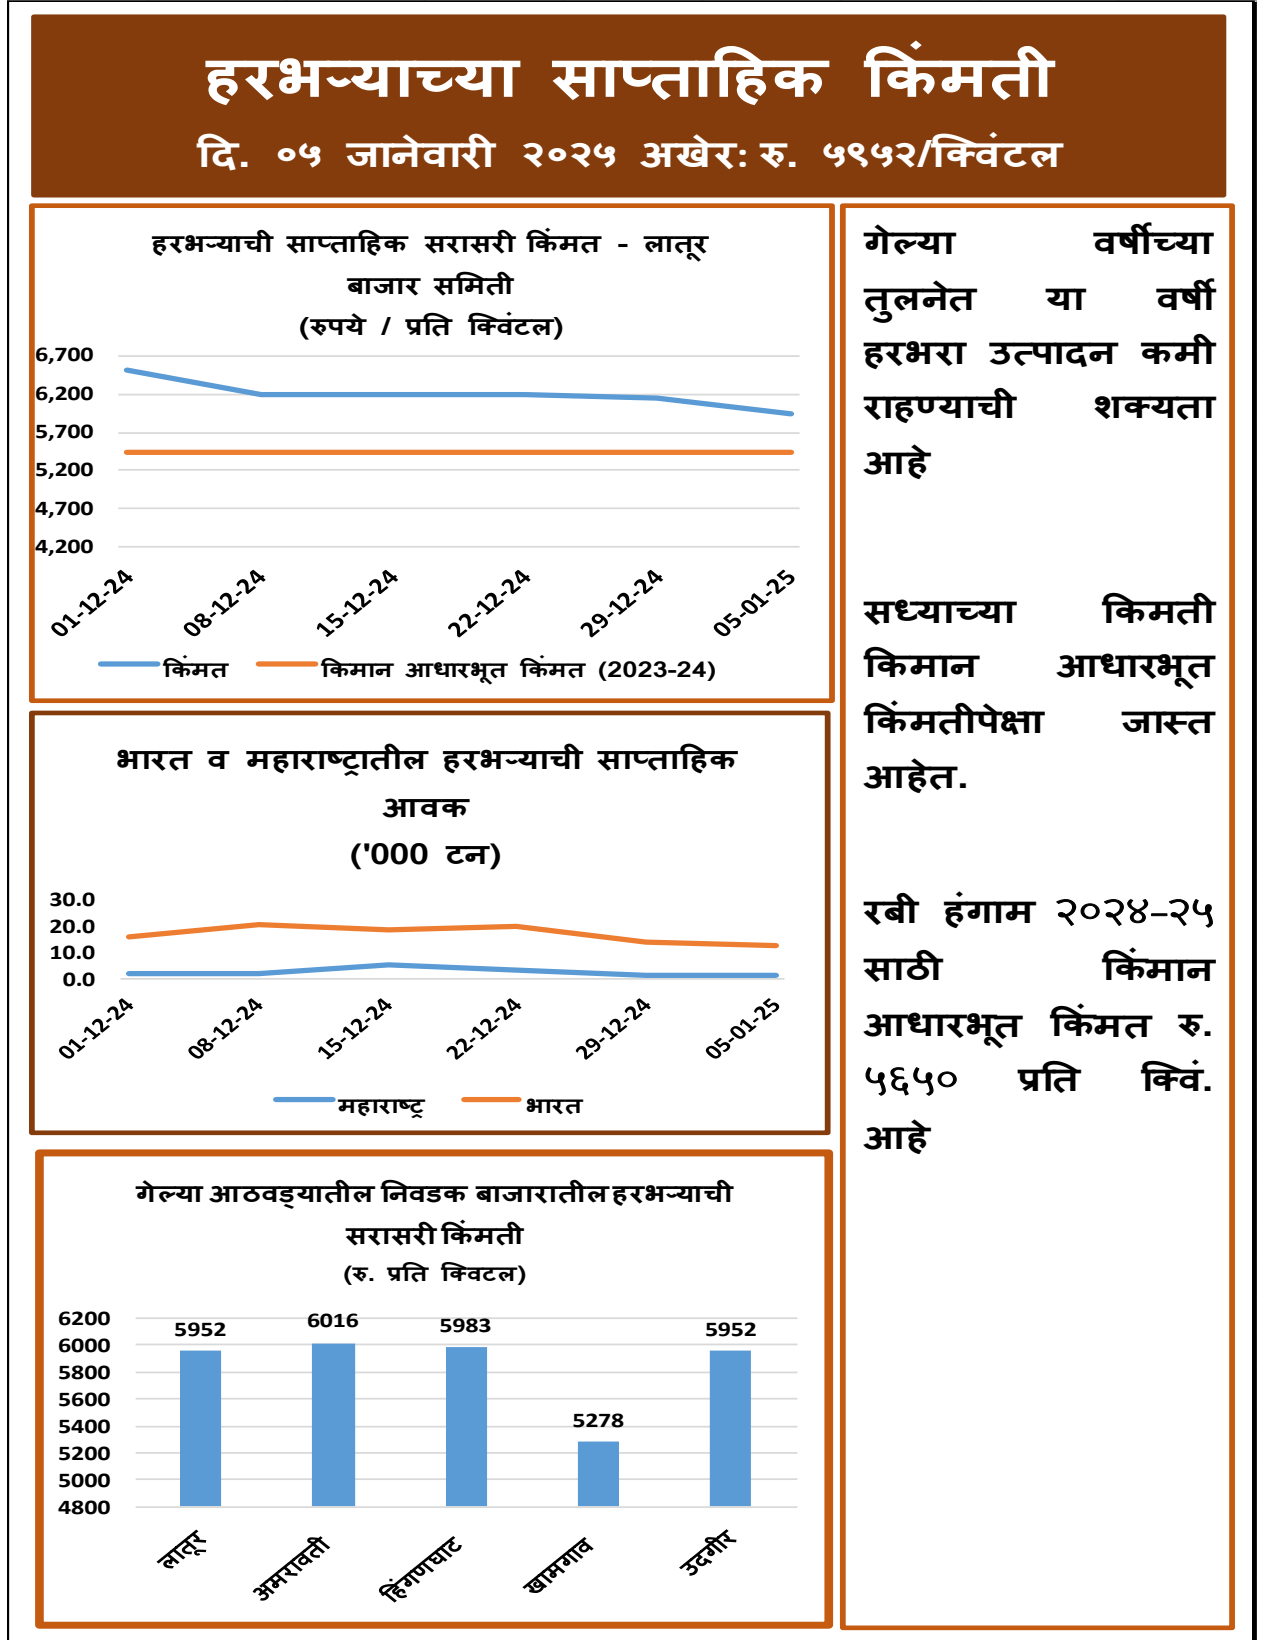 हरभऱ्याच्या साप्ताहिक किंमती
दि. ०५ जानेवारी २०२५ अखेर: रु. ५९५२/क्विंटल
हरभऱ्याची साप्ताहिक सरासरी किंमत - लातूर
बाजार समिती
(रुपये / प्रति क्विंटल)
6,700
6,200
5,700
5,200
4,700
4,200
01-12-24
08-12-24
15-12-24
22-12-24
29-12-24
05-01-25
किंमत
किमान आधारभूत किंमत (2023-24)
भारत व महाराष्ट्रातील हरभऱ्याची साप्ताहिक
आवक
('000 टन)
30.0
20.0
10.0
0.0
01-12-24
08-12-24
15-12-24
22-12-24
29-12-24
05-01-25
महाराष्ट्र
भारत
गेल्या आठवड्यातील निवडक बाजारातील हरभऱ्याची
सरासरी किंमती
(रु. प्रति क्विटल)
6200
6000
5800
5600
5400
5200
5000
4800
5952
6016
5983
5278
5952
लातूर
अमरावती
हिंगणघाट
खामगाव
उदगीर
गेल्या वर्षीच्या
तुलनेत या वर्षी
हरभरा उत्पादन कमी
राहण्याची शक्यता
आहे
सध्याच्या किमती
किमान आधारभूत
किंमतीपेक्षा जास्त
आहेत.
रबी हंगाम २०२४–२५
साठी किंमान
आधारभूत किंमत रु.
५६५० प्रति क्विं.
आहे